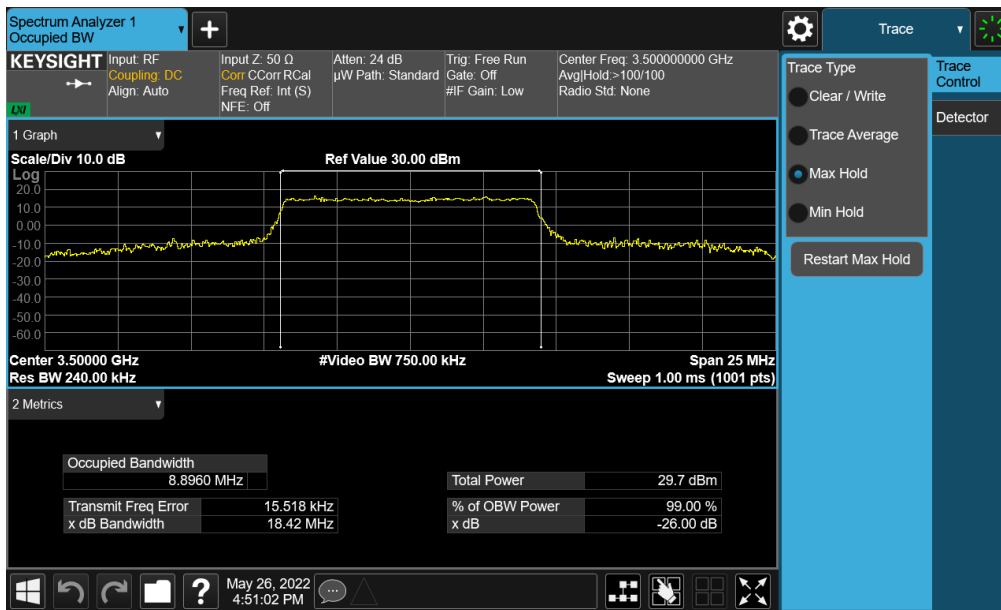 Spectrum Analyzer 1
Occupied BW
+
Trace
KEYSIGHT
Input: RF
Coupling: DC
Align: Auto
Input Z: 50 Ω
Corr CCorr RCal
Freq Ref: Int (S)
NFE: Off
Atten: 24 dB
µW Path: Standard
Trig: Free Run
Gate: Off
#IF Gain: Low
Center Freq: 3.500000000 GHz
Avg|Hold:>100/100
Radio Std: None
LXI
Trace Type
Clear / Write
Trace Average
Max Hold
Min Hold
Restart Max Hold
Trace
Control
Detector
1 Graph
Scale/Div 10.0 dB
Ref Value 30.00 dBm
Log
20.0
10.0
0.00
-10.0
-20.0
-30.0
-40.0
-50.0
-60.0
Center 3.50000 GHz
#Video BW 750.00 kHz
Span 25 MHz
Res BW 240.00 kHz
Sweep 1.00 ms (1001 pts)
2 Metrics
Occupied Bandwidth
8.8960 MHz
Total Power 29.7 dBm
Transmit Freq Error 15.518 kHz
% of OBW Power 99.00 %
x dB Bandwidth 18.42 MHz
x dB -26.00 dB
?
May 26, 2022
4:51:02 PM